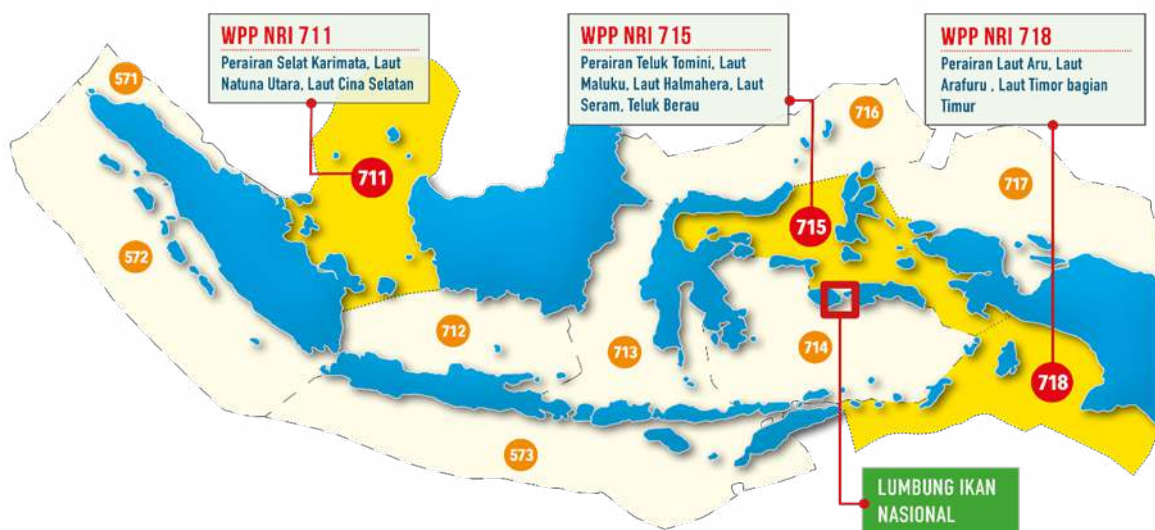 WPP NRI 711
Perairan Selat Karimata, Laut
Natuna Utara, Laut Cina Selatan
WPP NRI 715
Perairan Teluk Tomini, Laut
Maluku, Laut Halmahera, Laut
Seram, Teluk Berau
WPP NRI 718
Perairan Laut Aru, Laut
Arafuru , Laut Timor bagian
Timur
571
716
711
717
715
572
712
713
714
718
573
LUMBUNG IKAN
NASIONAL